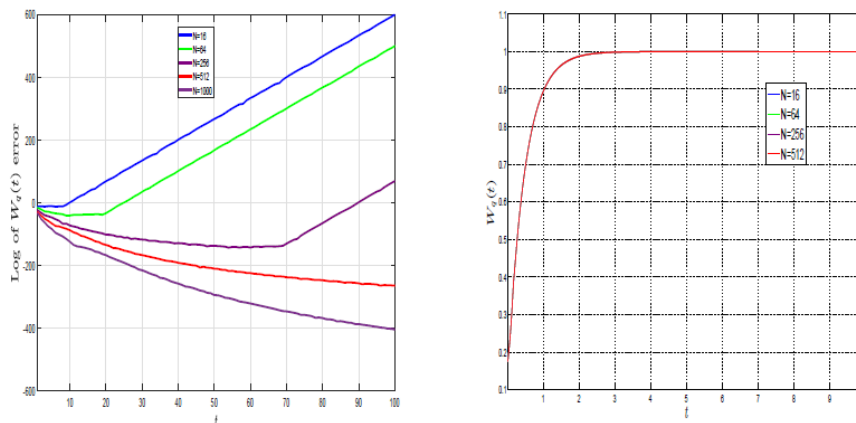 600
400
200
0
-200
-400
-600
Log of W_q(t) error
N=16
N=64
N=256
N=512
N=1000
10 20 30 40 50 60 70 80 90 100
t
1.1
1
0.9
0.8
0.7
0.6
0.5
0.4
0.3
0.2
0.1
W_q(t)
N=16
N=64
N=256
N=512
1 2 3 4 5 6 7 8 9
t